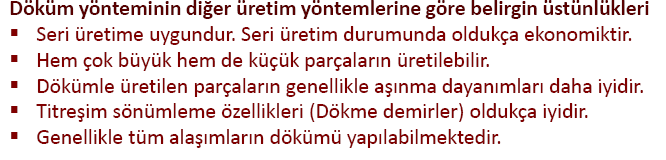 Döküm yönteminin diğer üretim yöntemlerine göre belirgin üstünlükleri
▪ Seri üretime uygundur. Seri üretim durumunda oldukça ekonomiktir.
▪ Hem çok büyük hem de küçük parçaların üretilebilir.
▪ Dökümle üretilen parçaların genellikle aşınma dayanımları daha iyidir.
▪ Titreşim sönümleme özellikleri (Dökme demirler) oldukça iyidir.
▪ Genellikle tüm alaşımların dökümü yapılabilmektedir.